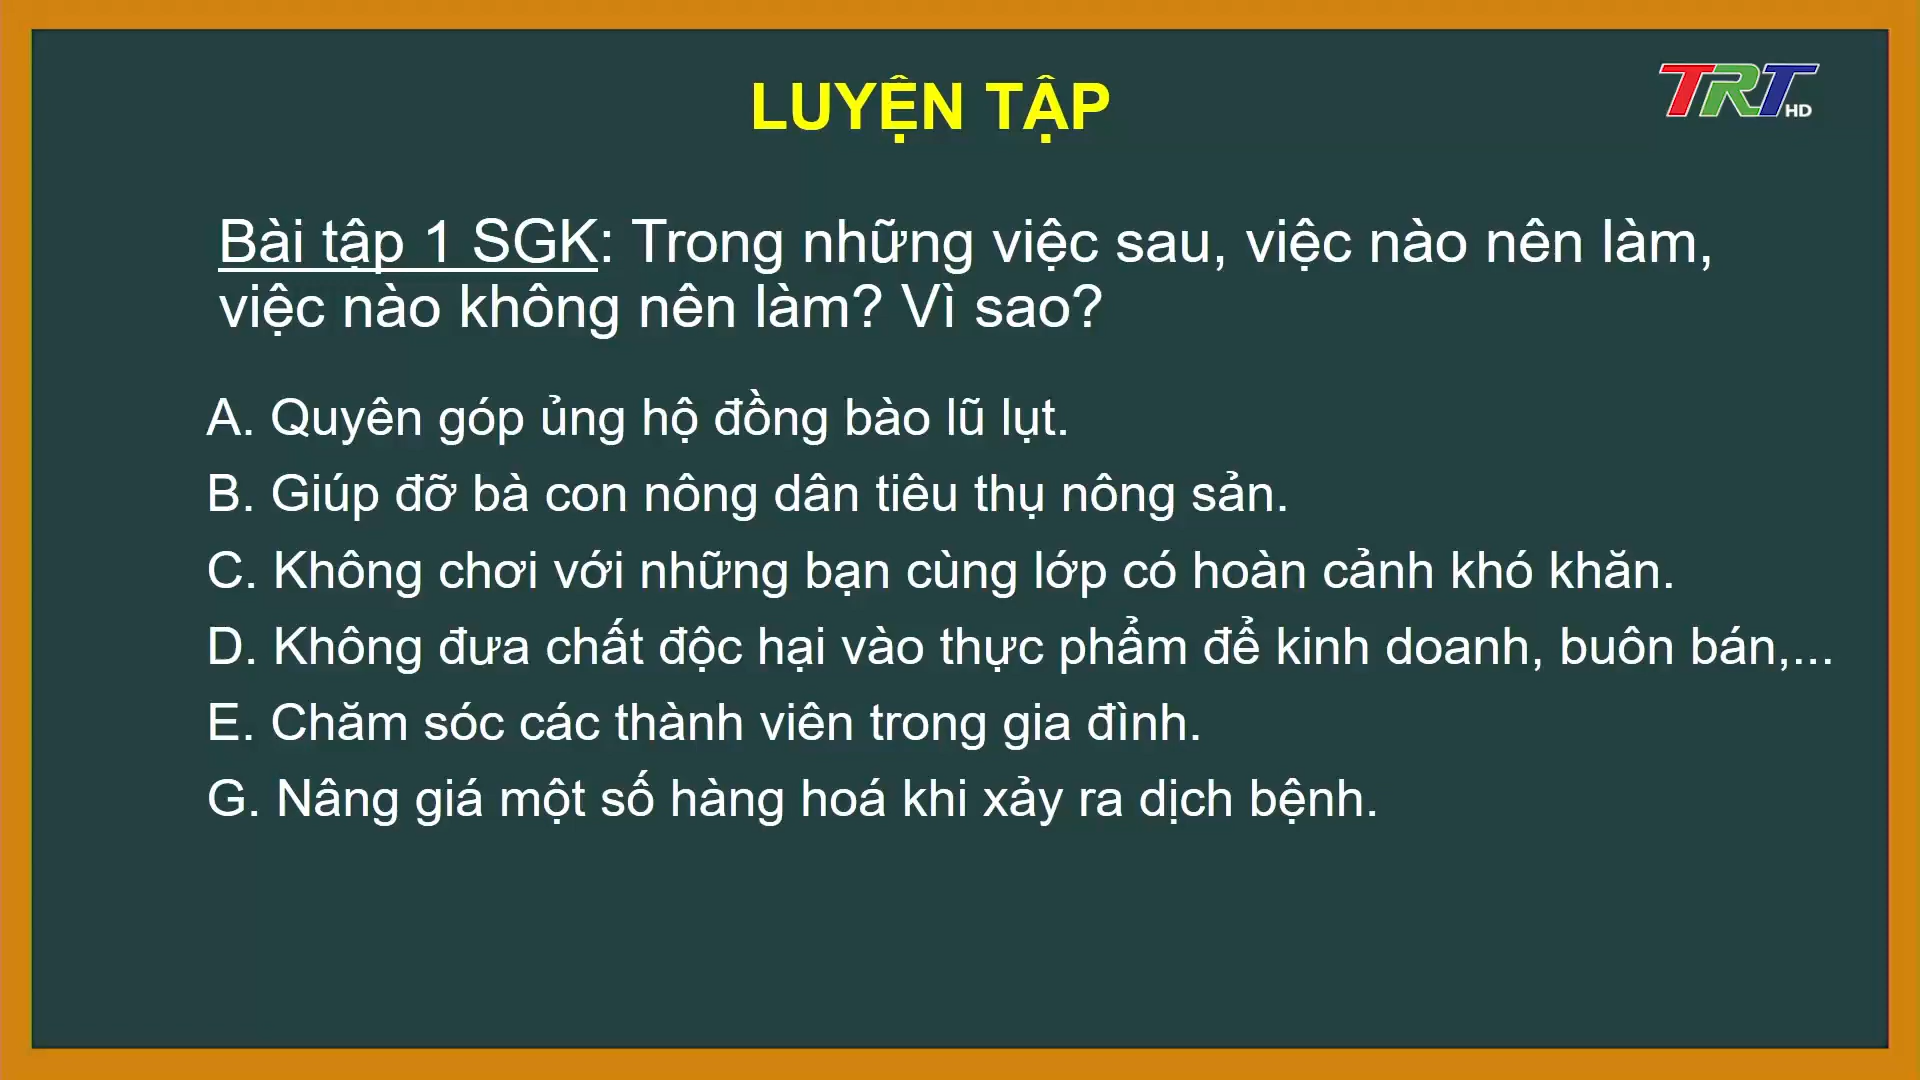 LUYỆN TẬP
TRT HD
Bài tập 1 SGK: Trong những việc sau, việc nào nên làm,
việc nào không nên làm? Vì sao?
A. Quyên góp ủng hộ đồng bào lũ lụt.
B. Giúp đỡ bà con nông dân tiêu thụ nông sản.
C. Không chơi với những bạn cùng lớp có hoàn cảnh khó khăn.
D. Không đưa chất độc hại vào thực phẩm để kinh doanh, buôn bán,...
E. Chăm sóc các thành viên trong gia đình.
G. Nâng giá một số hàng hoá khi xảy ra dịch bệnh.